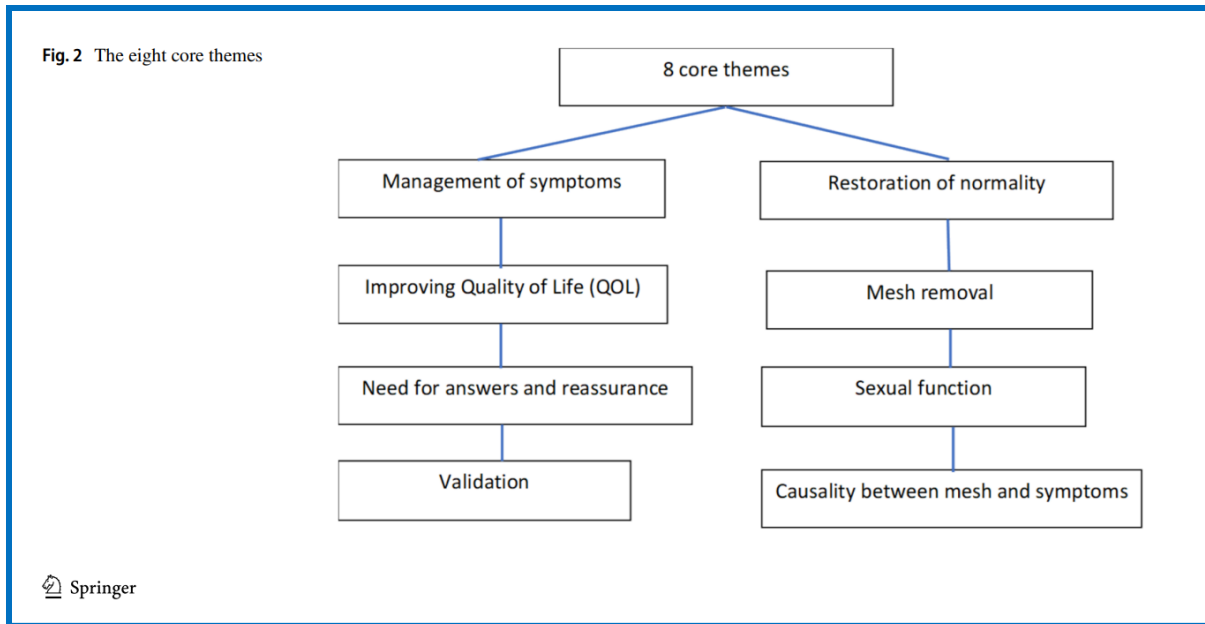 Fig. 2 The eight core themes
8 core themes
Management of symptoms
Restoration of normality
Improving Quality of Life (QOL)
Mesh removal
Need for answers and reassurance
Sexual function
Validation
Causality between mesh and symptoms
Springer